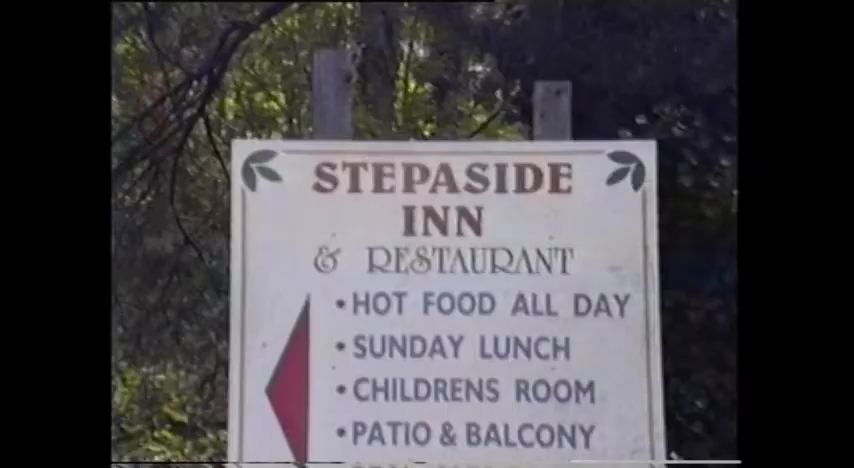 STEPASIDE
INN
& RESTAURANT
•HOT FOOD ALL DAY
•SUNDAY LUNCH
•CHILDRENS ROOM
•PATIO & BALCONY